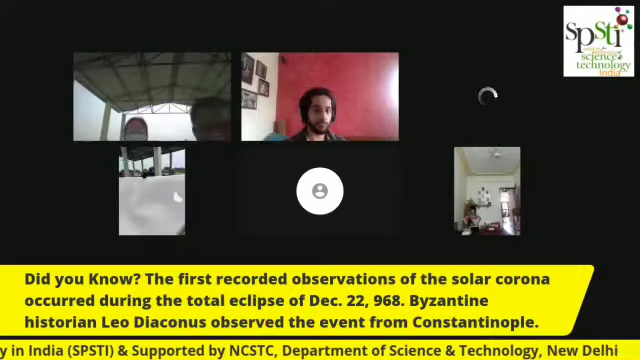 spsti
science
technology
India
Did you Know? The first recorded observations of the solar corona
occurred during the total eclipse of Dec. 22, 968. Byzantine
historian Leo Diaconus observed the event from Constantinople.
y in India (SPSTI) & Supported by NCSTC, Department of Science & Technology, New Delhi